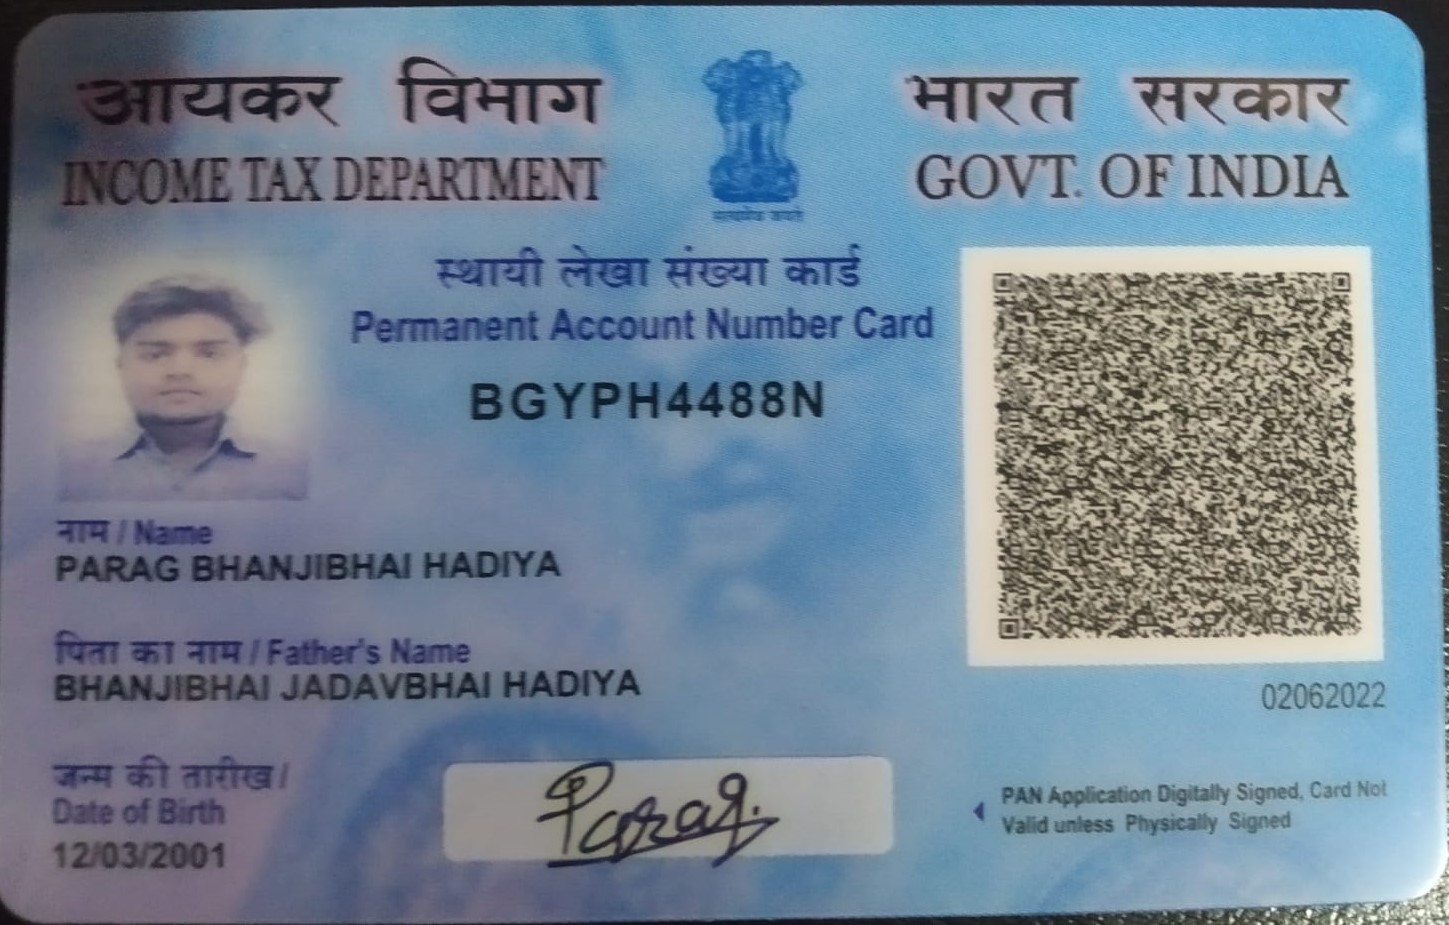 आयकर विभाग
INCOME TAX DEPARTMENT
भारत सरकार
GOVT. OF INDIA
सत्यमेव जयते
स्थायी लेखा संख्या कार्ड
Permanent Account Number Card
BGYPH4488N
नाम / Name
PARAG BHANJIBHAI HADIYA
पिता का नाम / Father's Name
BHANJIBHAI JADAVBHAI HADIYA
02062022
जन्म की तारीख /
Date of Birth
12/03/2001
Parag.
PAN Application Digitally Signed, Card Not
Valid unless Physically Signed